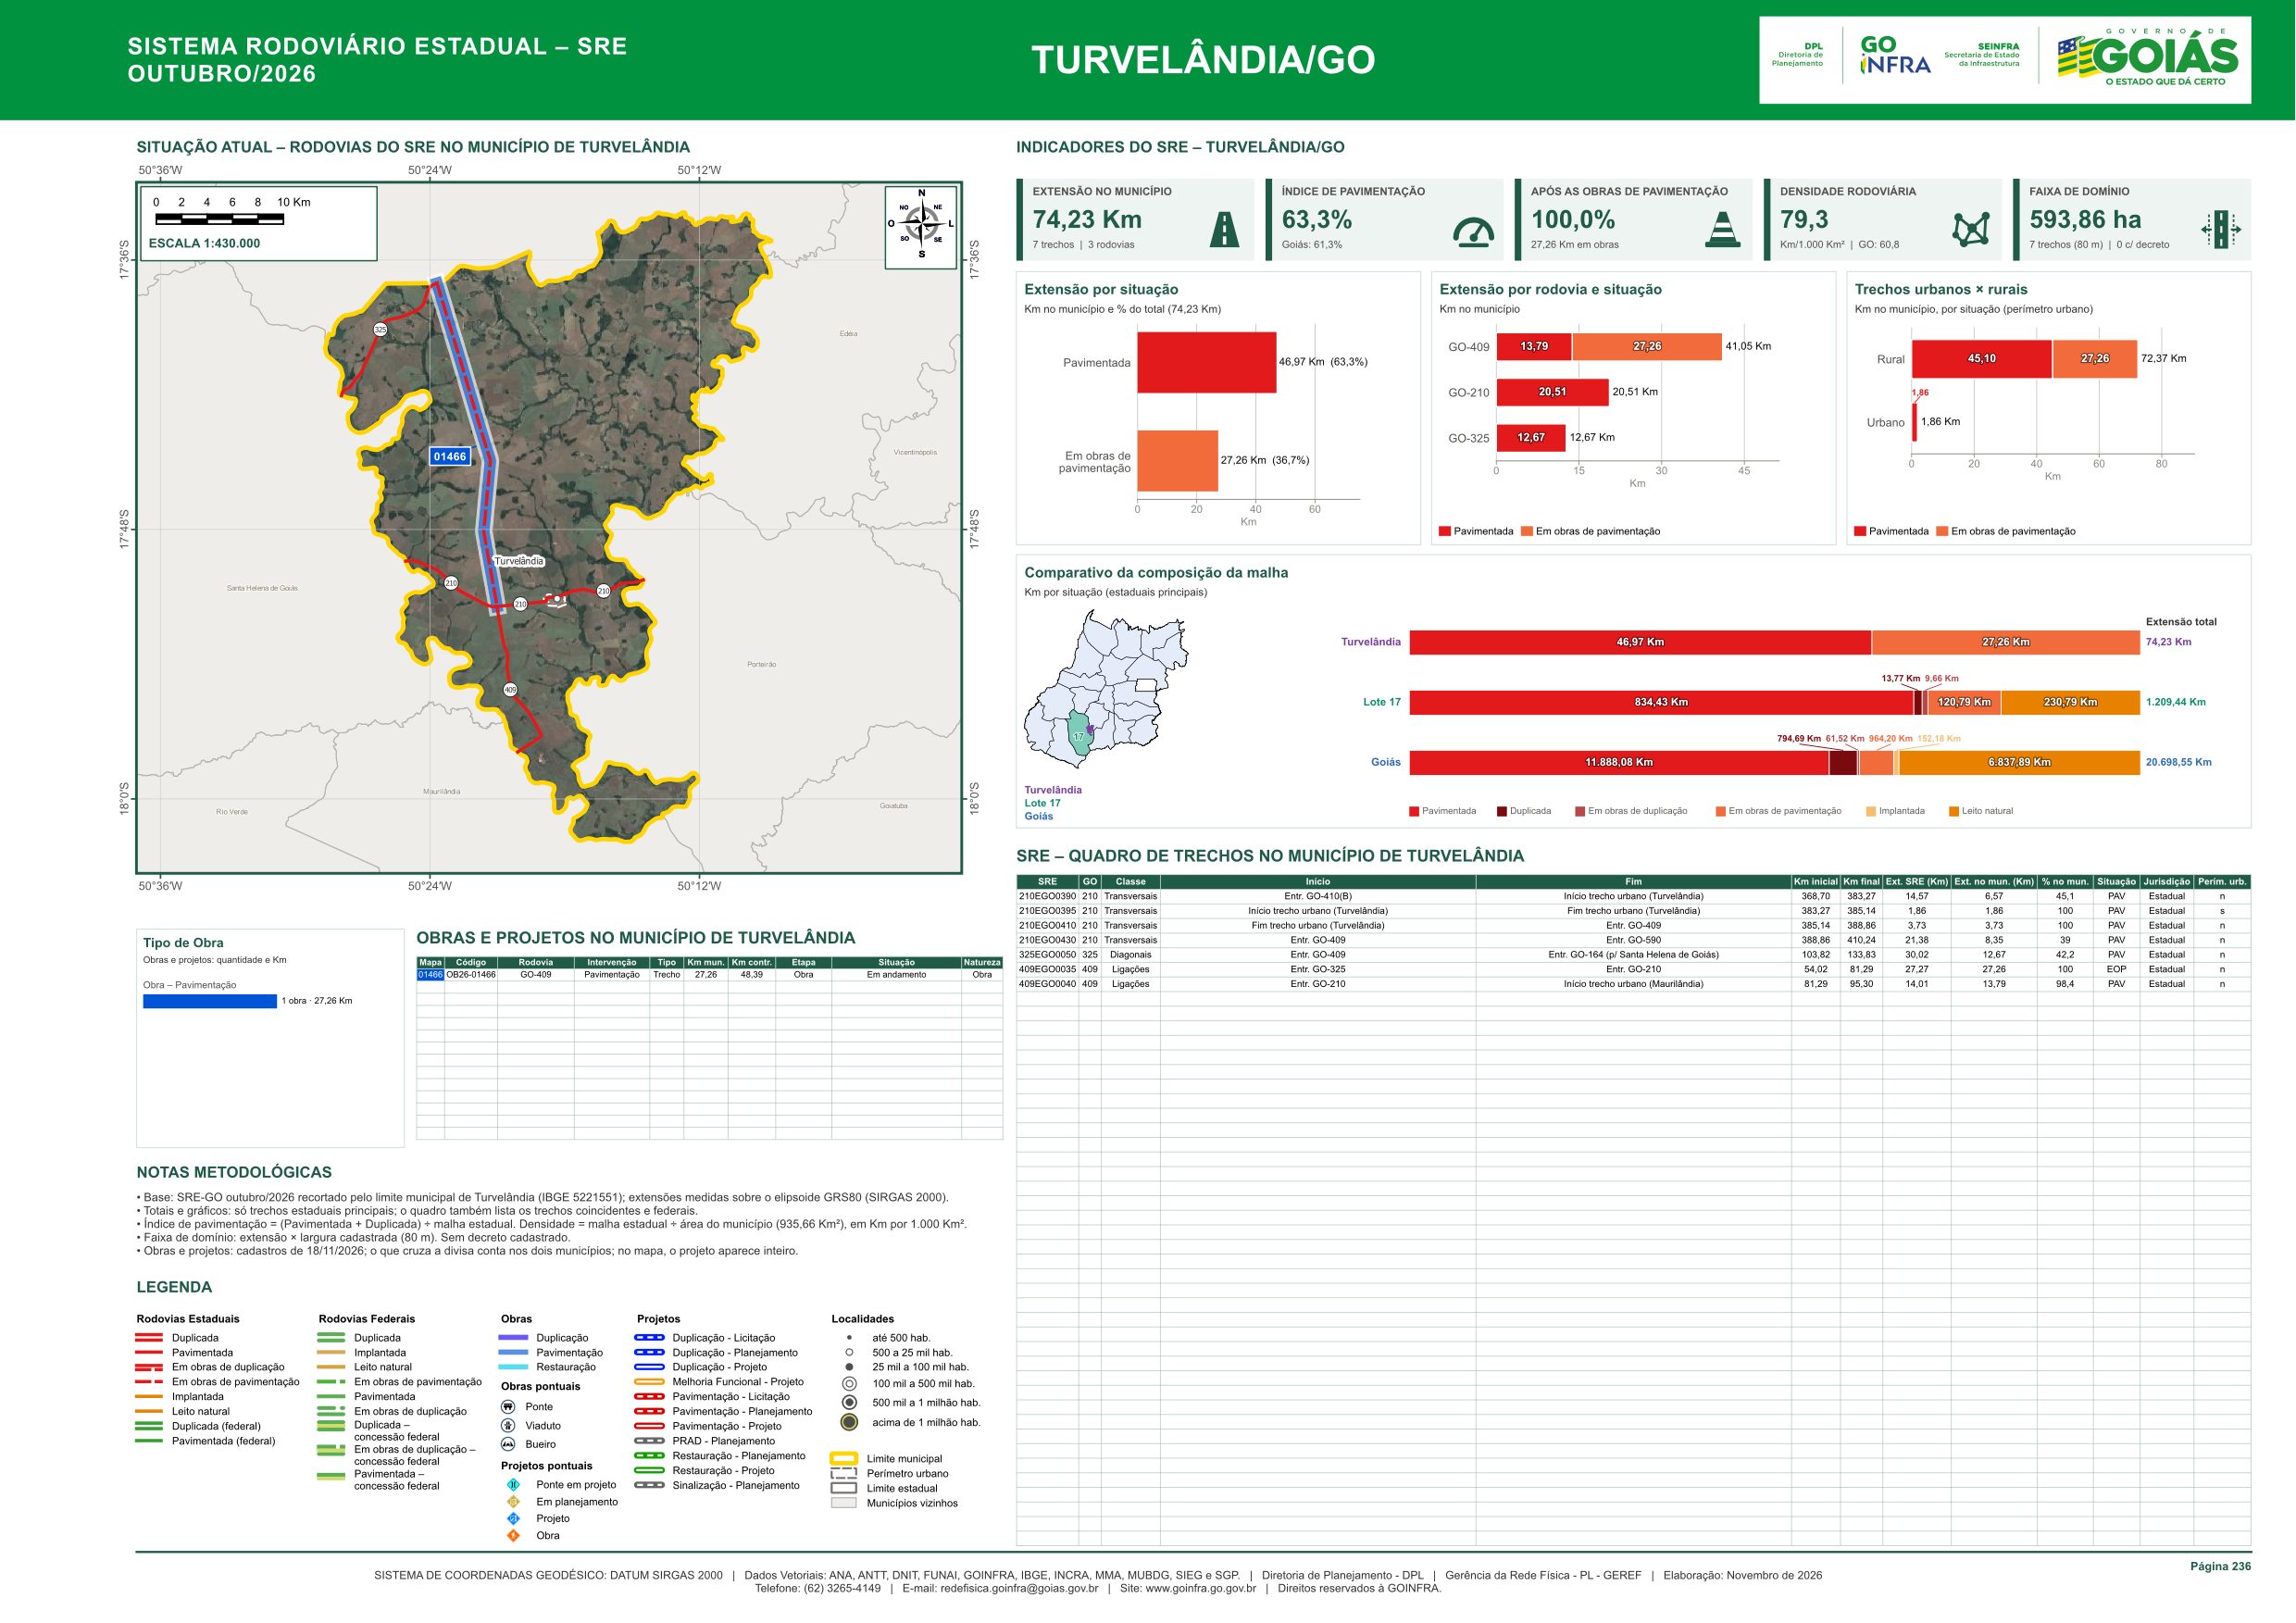 SISTEMA RODOVIÁRIO ESTADUAL – SRE
OUTUBRO/2026
TURVELÂNDIA/GO
DPL
Diretoria de
Planejamento
GO
iNFRA
SEINFRA
Secretaria de Estado
da Infraestrutura
GOVERNO DE
GOIÁS
O ESTADO QUE DÁ CERTO
SITUAÇÃO ATUAL – RODOVIAS DO SRE NO MUNICÍPIO DE TURVELÂNDIA
50°36'W 50°24'W 50°12'W
0 2 4 6 8 10 Km
ESCALA 1:430.000
N
NO NE
O L
SO SE
S
17°36'S 17°36'S
325
Edéia
01466
Vicentinópolis
17°48'S 17°48'S
Turvelândia
210
210
210
Santa Helena de Goiás
Porteirão
409
Maurilândia
Rio Verde
Goiatuba
18°0'S 18°0'S
50°36'W 50°24'W 50°12'W
Tipo de Obra
Obras e projetos: quantidade e Km
Obra – Pavimentação
1 obra · 27,26 Km
OBRAS E PROJETOS NO MUNICÍPIO DE TURVELÂNDIA
Mapa Código Rodovia Intervenção Tipo Km mun. Km contr. Etapa Situação Natureza
01466 OB26-01466 GO-409 Pavimentação Trecho 27,26 48,39 Obra Em andamento Obra
NOTAS METODOLÓGICAS
• Base: SRE-GO outubro/2026 recortado pelo limite municipal de Turvelândia (IBGE 5221551); extensões medidas sobre o elipsoide GRS80 (SIRGAS 2000).
• Totais e gráficos: só trechos estaduais principais; o quadro também lista os trechos coincidentes e federais.
• Índice de pavimentação = (Pavimentada + Duplicada) ÷ malha estadual. Densidade = malha estadual ÷ área do município (935,66 Km²), em Km por 1.000 Km².
• Faixa de domínio: extensão × largura cadastrada (80 m). Sem decreto cadastrado.
• Obras e projetos: cadastros de 18/11/2026; o que cruza a divisa conta nos dois municípios; no mapa, o projeto aparece inteiro.
LEGENDA
Rodovias Estaduais
Duplicada
Pavimentada
Em obras de duplicação
Em obras de pavimentação
Implantada
Leito natural
Duplicada (federal)
Pavimentada (federal)
Rodovias Federais
Duplicada
Implantada
Leito natural
Em obras de pavimentação
Pavimentada
Em obras de duplicação
Duplicada –
concessão federal
Em obras de duplicação –
concessão federal
Pavimentada –
concessão federal
Obras
Duplicação
Pavimentação
Restauração
Obras pontuais
Ponte
Viaduto
Bueiro
Projetos pontuais
Ponte em projeto
Em planejamento
Projeto
Obra
Projetos
Duplicação - Licitação
Duplicação - Planejamento
Duplicação - Projeto
Melhoria Funcional - Projeto
Pavimentação - Licitação
Pavimentação - Planejamento
Pavimentação - Projeto
PRAD - Planejamento
Restauração - Planejamento
Restauração - Projeto
Sinalização - Planejamento
Localidades
até 500 hab.
500 a 25 mil hab.
25 mil a 100 mil hab.
100 mil a 500 mil hab.
500 mil a 1 milhão hab.
acima de 1 milhão hab.
Limite municipal
Perímetro urbano
Limite estadual
Municípios vizinhos
INDICADORES DO SRE – TURVELÂNDIA/GO
EXTENSÃO NO MUNICÍPIO
74,23 Km
7 trechos | 3 rodovias
ÍNDICE DE PAVIMENTAÇÃO
63,3%
Goiás: 61,3%
APÓS AS OBRAS DE PAVIMENTAÇÃO
100,0%
27,26 Km em obras
DENSIDADE RODOVIÁRIA
79,3
Km/1.000 Km² | GO: 60,8
FAIXA DE DOMÍNIO
593,86 ha
7 trechos (80 m) | 0 c/ decreto
Extensão por situação
Km no município e % do total (74,23 Km)
Pavimentada
46,97 Km (63,3%)
Em obras de
pavimentação
27,26 Km (36,7%)
0 20 40 60
Km
Extensão por rodovia e situação
Km no município
GO-409 13,79 27,26 41,05 Km
GO-210 20,51 20,51 Km
GO-325 12,67 12,67 Km
0 15 30 45
Km
Pavimentada Em obras de pavimentação
Trechos urbanos × rurais
Km no município, por situação (perímetro urbano)
Rural 45,10 27,26 72,37 Km
1,86
Urbano 1,86 Km
0 20 40 60 80
Km
Pavimentada Em obras de pavimentação
Comparativo da composição da malha
Km por situação (estaduais principais)
17
Turvelândia
Lote 17
Goiás
Extensão total
Turvelândia 46,97 Km 27,26 Km 74,23 Km
13,77 Km 9,66 Km
Lote 17 834,43 Km 120,79 Km 230,79 Km 1.209,44 Km
794,69 Km 61,52 Km 964,20 Km 152,18 Km
Goiás 11.888,08 Km 6.837,89 Km 20.698,55 Km
Pavimentada Duplicada Em obras de duplicação Em obras de pavimentação Implantada Leito natural
SRE – QUADRO DE TRECHOS NO MUNICÍPIO DE TURVELÂNDIA
SRE GO Classe Início Fim Km inicial Km final Ext. SRE (Km) Ext. no mun. (Km) % no mun. Situação Jurisdição Perím. urb.
210EGO0390 210 Transversais Entr. GO-410(B) Início trecho urbano (Turvelândia) 368,70 383,27 14,57 6,57 45,1 PAV Estadual n
210EGO0395 210 Transversais Início trecho urbano (Turvelândia) Fim trecho urbano (Turvelândia) 383,27 385,14 1,86 1,86 100 PAV Estadual s
210EGO0410 210 Transversais Fim trecho urbano (Turvelândia) Entr. GO-409 385,14 388,86 3,73 3,73 100 PAV Estadual n
210EGO0430 210 Transversais Entr. GO-409 Entr. GO-590 388,86 410,24 21,38 8,35 39 PAV Estadual n
325EGO0050 325 Diagonais Entr. GO-409 Entr. GO-164 (p/ Santa Helena de Goiás) 103,82 133,83 30,02 12,67 42,2 PAV Estadual n
409EGO0035 409 Ligações Entr. GO-325 Entr. GO-210 54,02 81,29 27,27 27,26 100 EOP Estadual n
409EGO0040 409 Ligações Entr. GO-210 Início trecho urbano (Maurilândia) 81,29 95,30 14,01 13,79 98,4 PAV Estadual n
Página 236
SISTEMA DE COORDENADAS GEODÉSICO: DATUM SIRGAS 2000 | Dados Vetoriais: ANA, ANTT, DNIT, FUNAI, GOINFRA, IBGE, INCRA, MMA, MUBDG, SIEG e SGP. | Diretoria de Planejamento - DPL | Gerência da Rede Física - PL - GEREF | Elaboração: Novembro de 2026
Telefone: (62) 3265-4149 | E-mail: redefisica.goinfra@goias.gov.br | Site: www.goinfra.go.gov.br | Direitos reservados à GOINFRA.